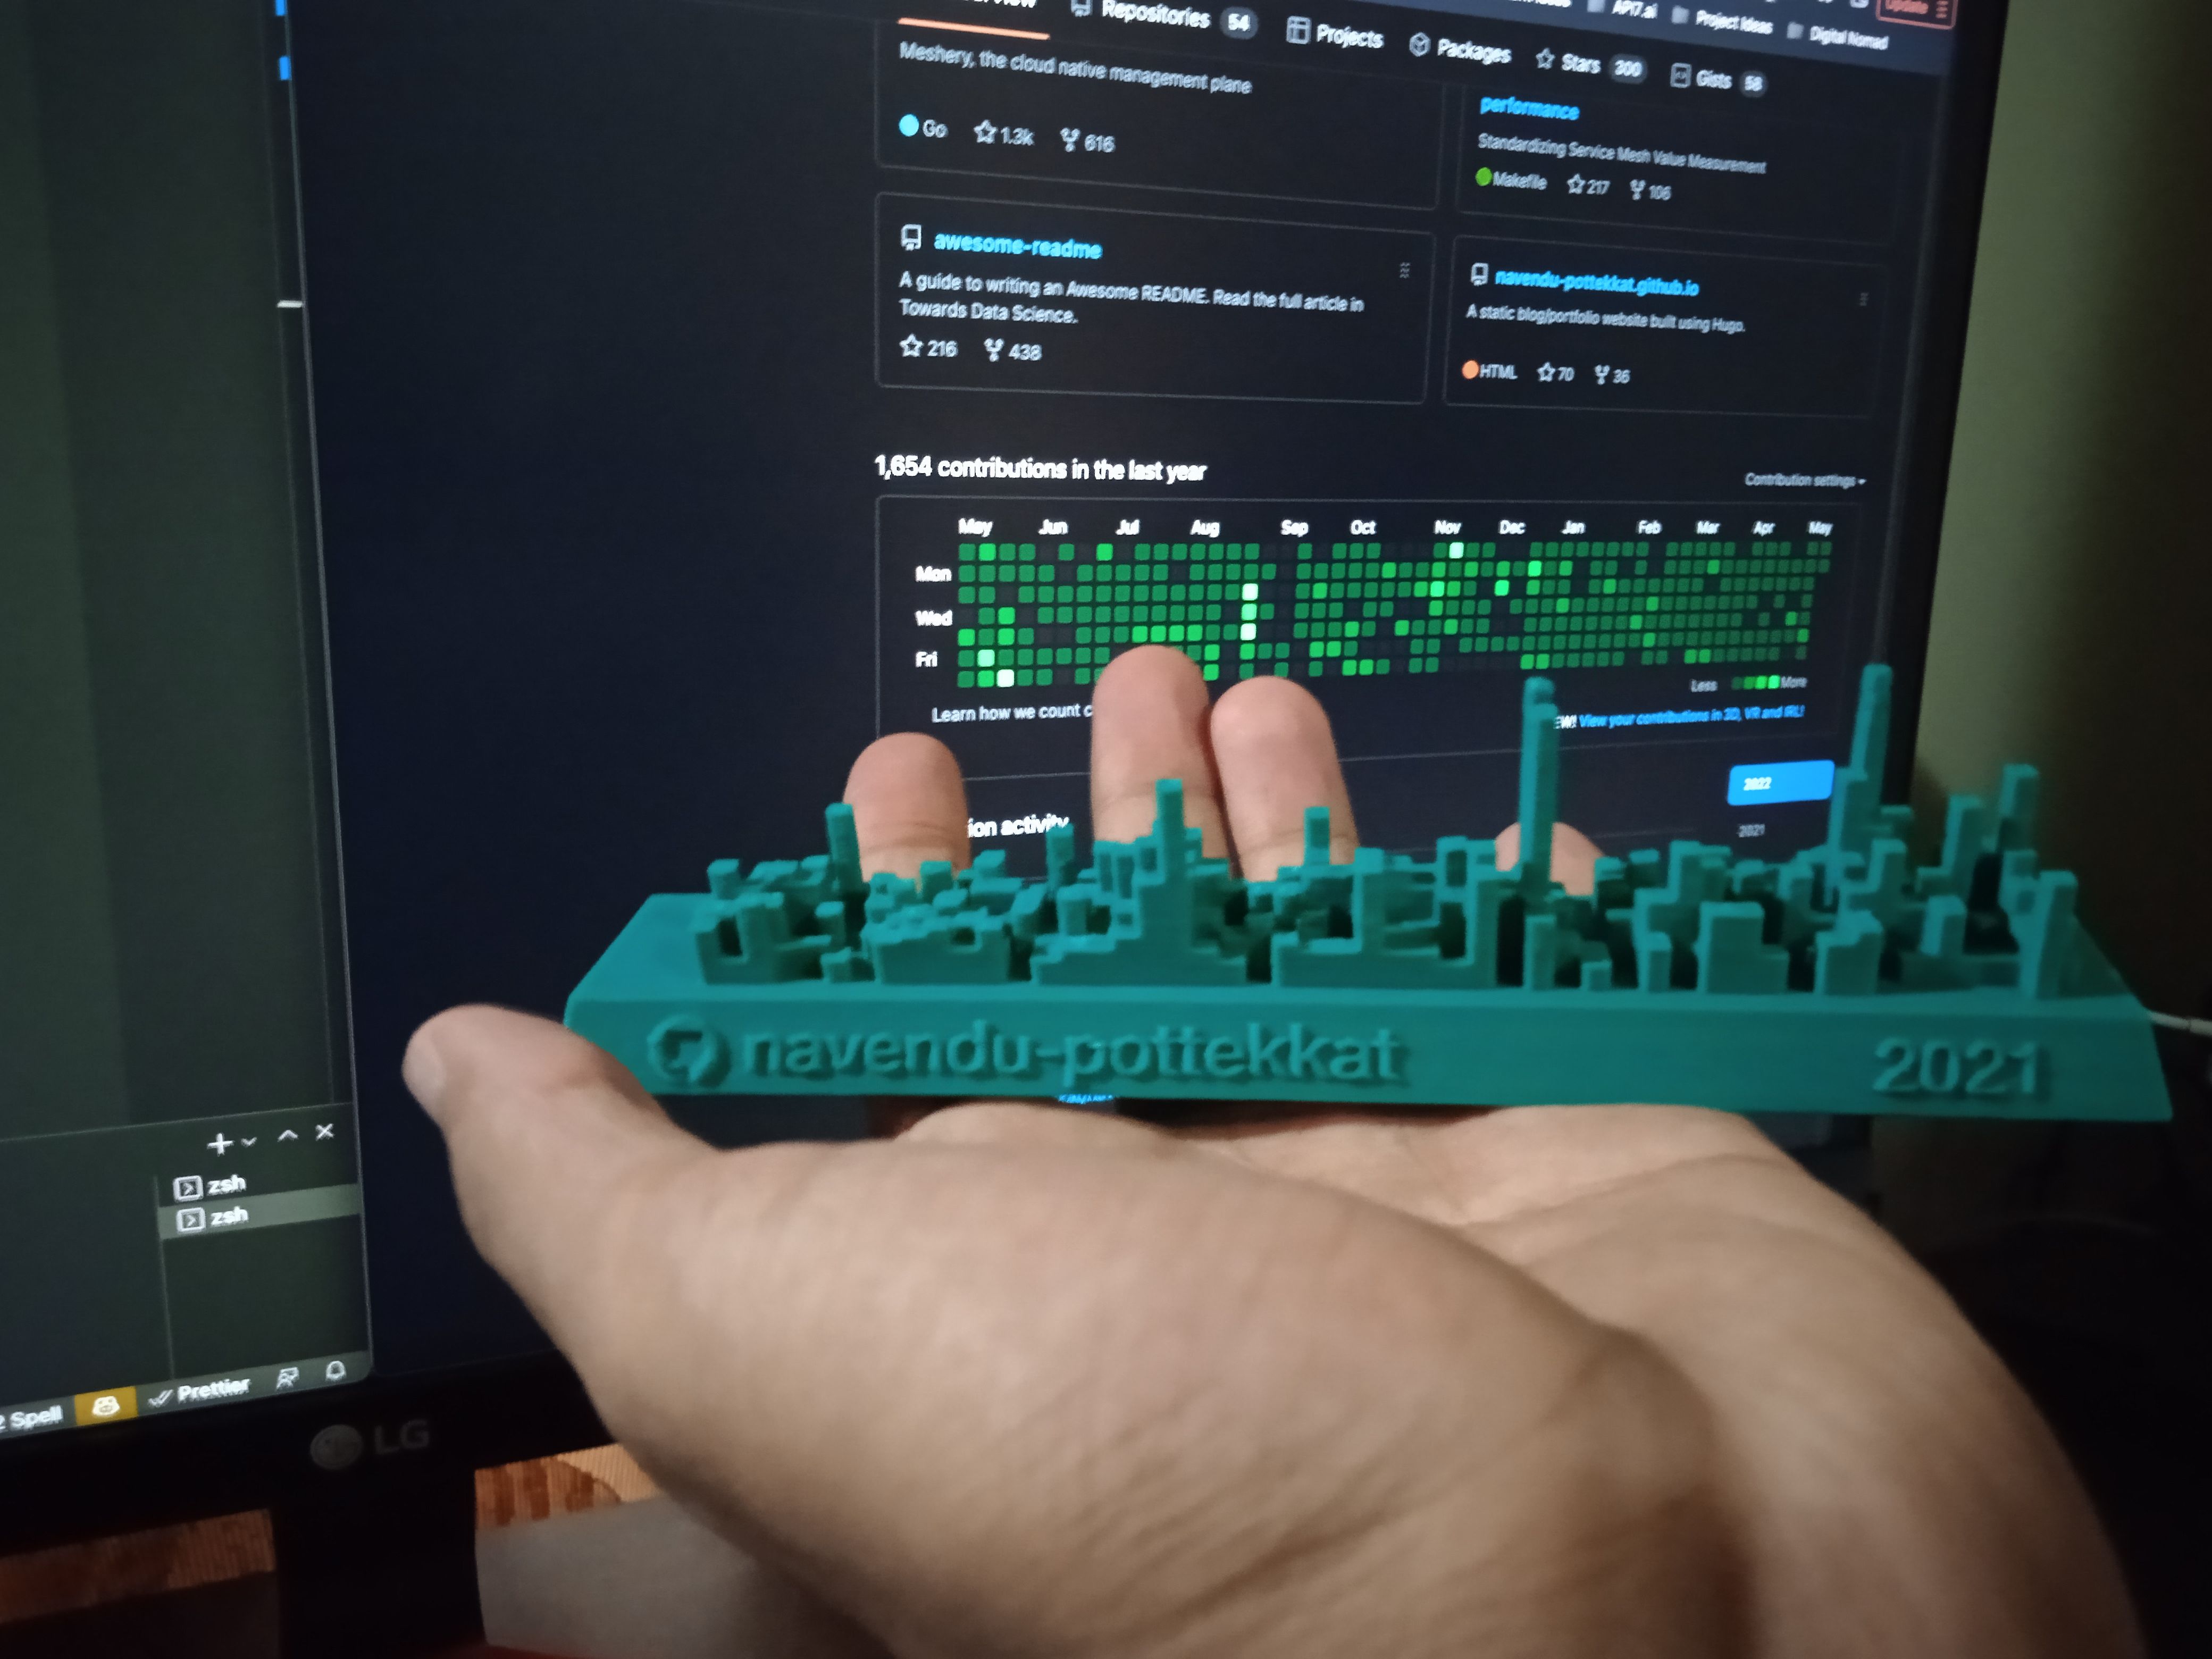 API7.ai Project Ideas Digital Nomad
Update
Repositories 54 Projects Packages Stars 300 Gists 58
Meshery, the cloud native management plane
Go 1.3k 616
performance
Standardizing Service Mesh Value Measurement
Makefile 217 106
awesome-readme
A guide to writing an Awesome README. Read the full article in
Towards Data Science.
216 438
navendu-pottekkat.github.io
A static blog/portfolio website built using Hugo.
HTML 70 36
1,654 contributions in the last year
Contribution settings
May Jun Jul Aug Sep Oct Nov Dec Jan Feb Mar Apr May
Mon
Wed
Fri
Less More
Learn how we count c
EW! View your contributions in 3D, VR and IRL!
2022
2021
ion activity
navendu-pottekkat 2021
zsh
zsh
Spell Prettier
LG